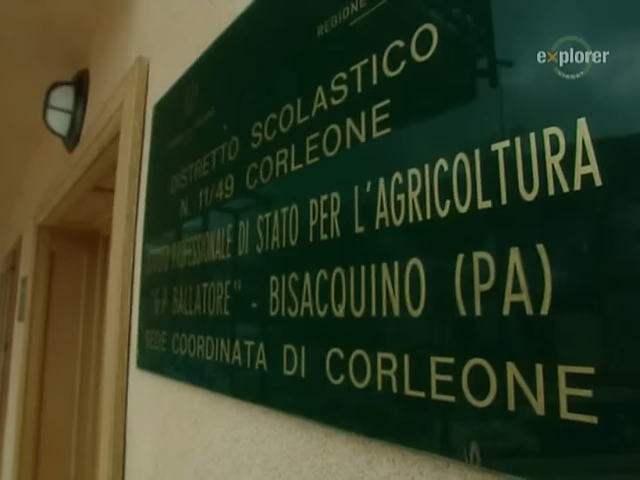 explorer
REGIONE
DISTRETTO SCOLASTICO
N. 11/49 CORLEONE
PROFESSIONALE DI STATO PER L'AGRICOLTURA
BALLATORE" - BISACQUINO (PA)
SEDE COORDINATA DI CORLEONE